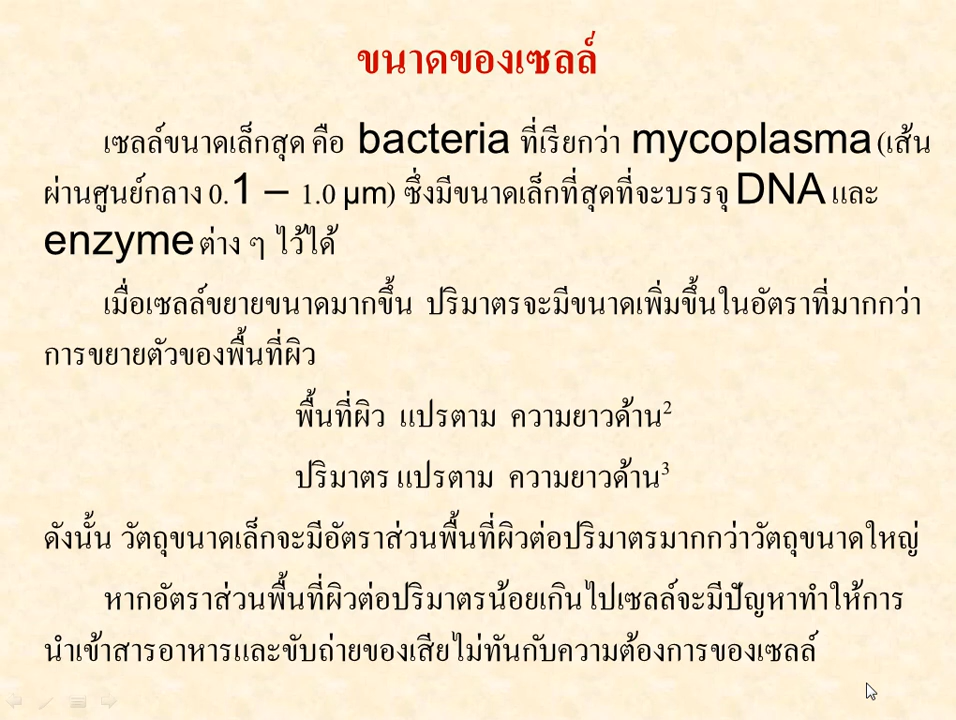 ขนาดของเซลล์
เซลล์ขนาดเล็กสุด คือ bacteria ที่เรียกว่า mycoplasma (เส้น
ผ่านศูนย์กลาง 0.1 – 1.0 µm) ซึ่งมีขนาดเล็กที่สุดที่จะบรรจุ DNA และ
enzyme ต่าง ๆ ไว้ได้
เมื่อเซลล์ขยายขนาดมากขึ้น ปริมาตรจะมีขนาดเพิ่มขึ้นในอัตราที่มากกว่า
การขยายตัวของพื้นที่ผิว
พื้นที่ผิว แปรตาม ความยาวด้าน²
ปริมาตร แปรตาม ความยาวด้าน³
ดังนั้น วัตถุขนาดเล็กจะมีอัตราส่วนพื้นที่ผิวต่อปริมาตรมากกว่าวัตถุขนาดใหญ่
หากอัตราส่วนพื้นที่ผิวต่อปริมาตรน้อยเกินไปเซลล์จะมีปัญหาทำให้การ
นำเข้าสารอาหารและขับถ่ายของเสียไม่ทันกับความต้องการของเซลล์